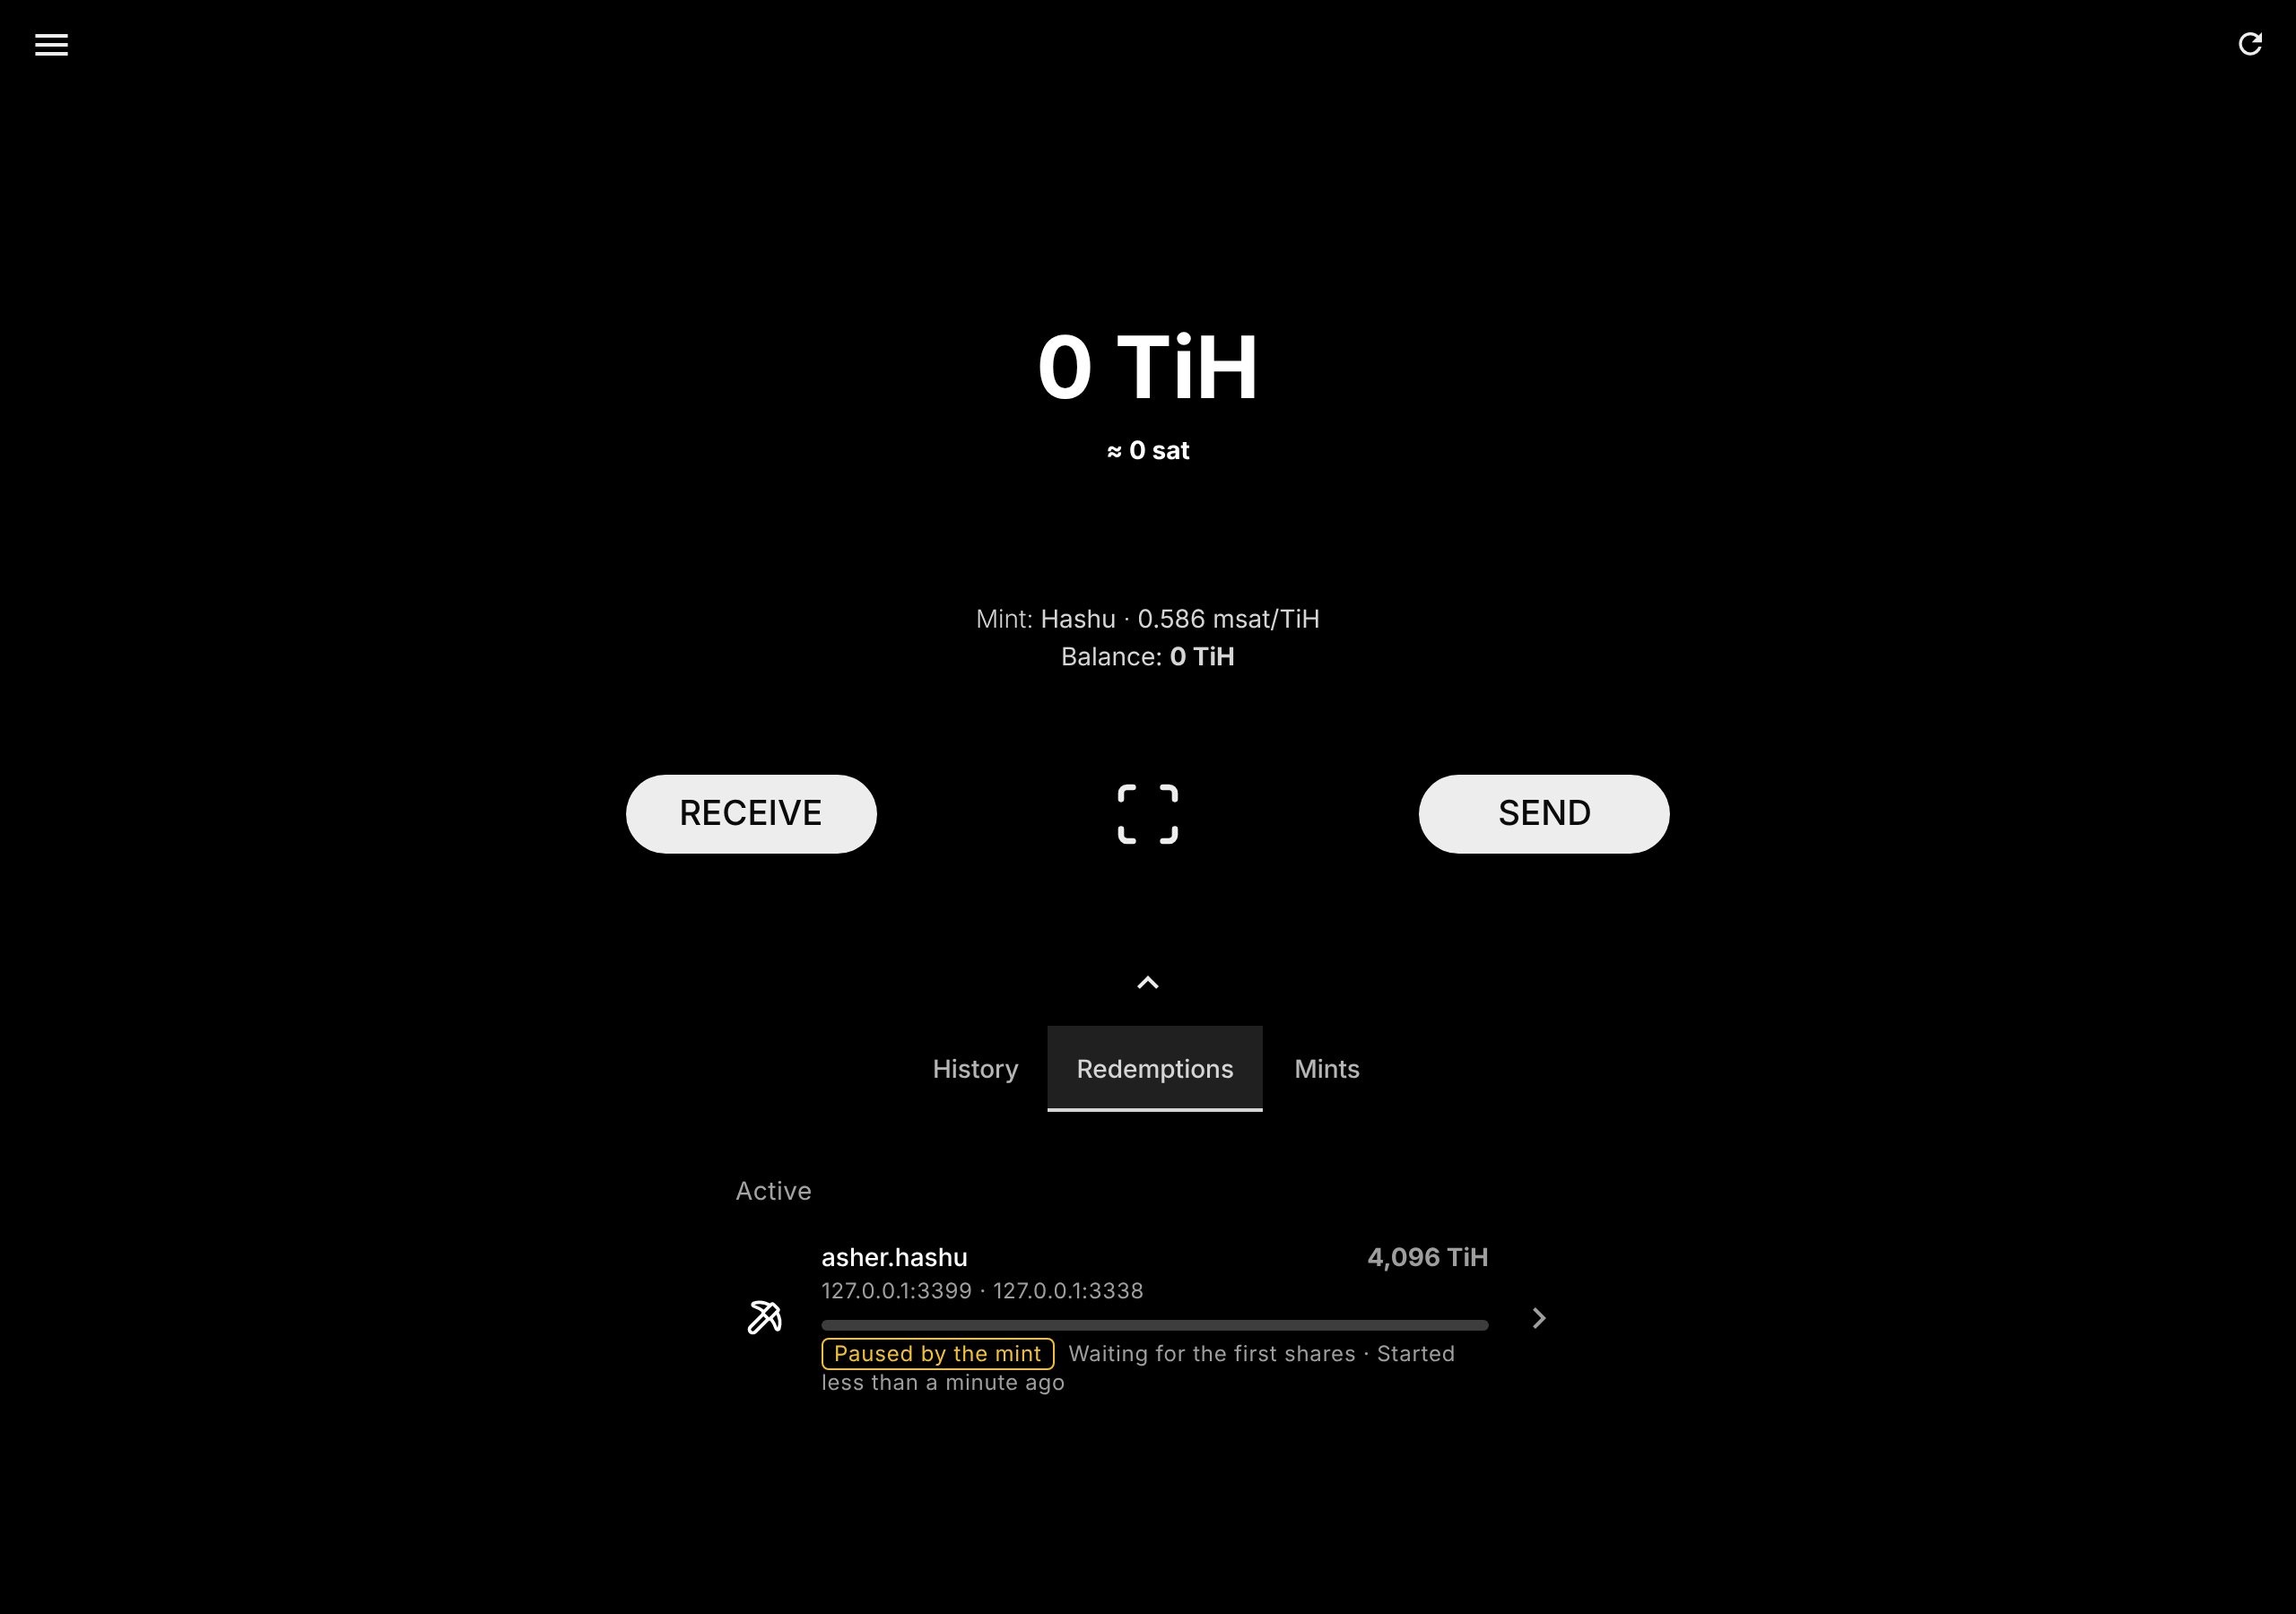 0 TiH
≈ 0 sat
Mint: Hashu · 0.586 msat/TiH
Balance: 0 TiH
RECEIVE
SEND
History
Redemptions
Mints
Active
asher.hashu
4,096 TiH
127.0.0.1:3399 · 127.0.0.1:3338
Paused by the mint Waiting for the first shares · Started
less than a minute ago